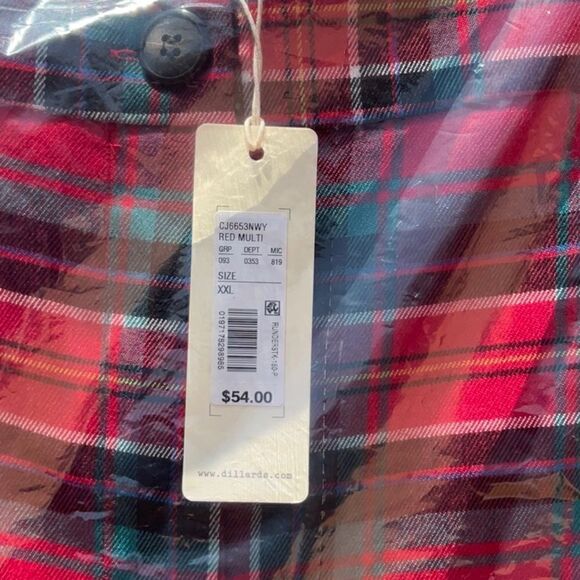 CJ6653NWY
RED MULTI
GRP DEPT MIC
093 0353 819
SIZE
XXL
$54.00
www.dillards.com